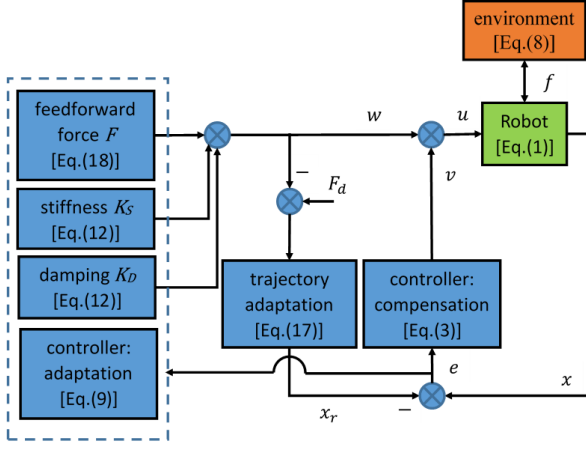 environment
[Eq.(8)]
f
feedforward
force F
[Eq.(18)]
w
u
Robot
[Eq.(1)]
v
−
F_d
stiffness K_S
[Eq.(12)]
damping K_D
[Eq.(12)]
trajectory
adaptation
[Eq.(17)]
controller:
compensation
[Eq.(3)]
controller:
adaptation
[Eq.(9)]
e
x
x_r
−